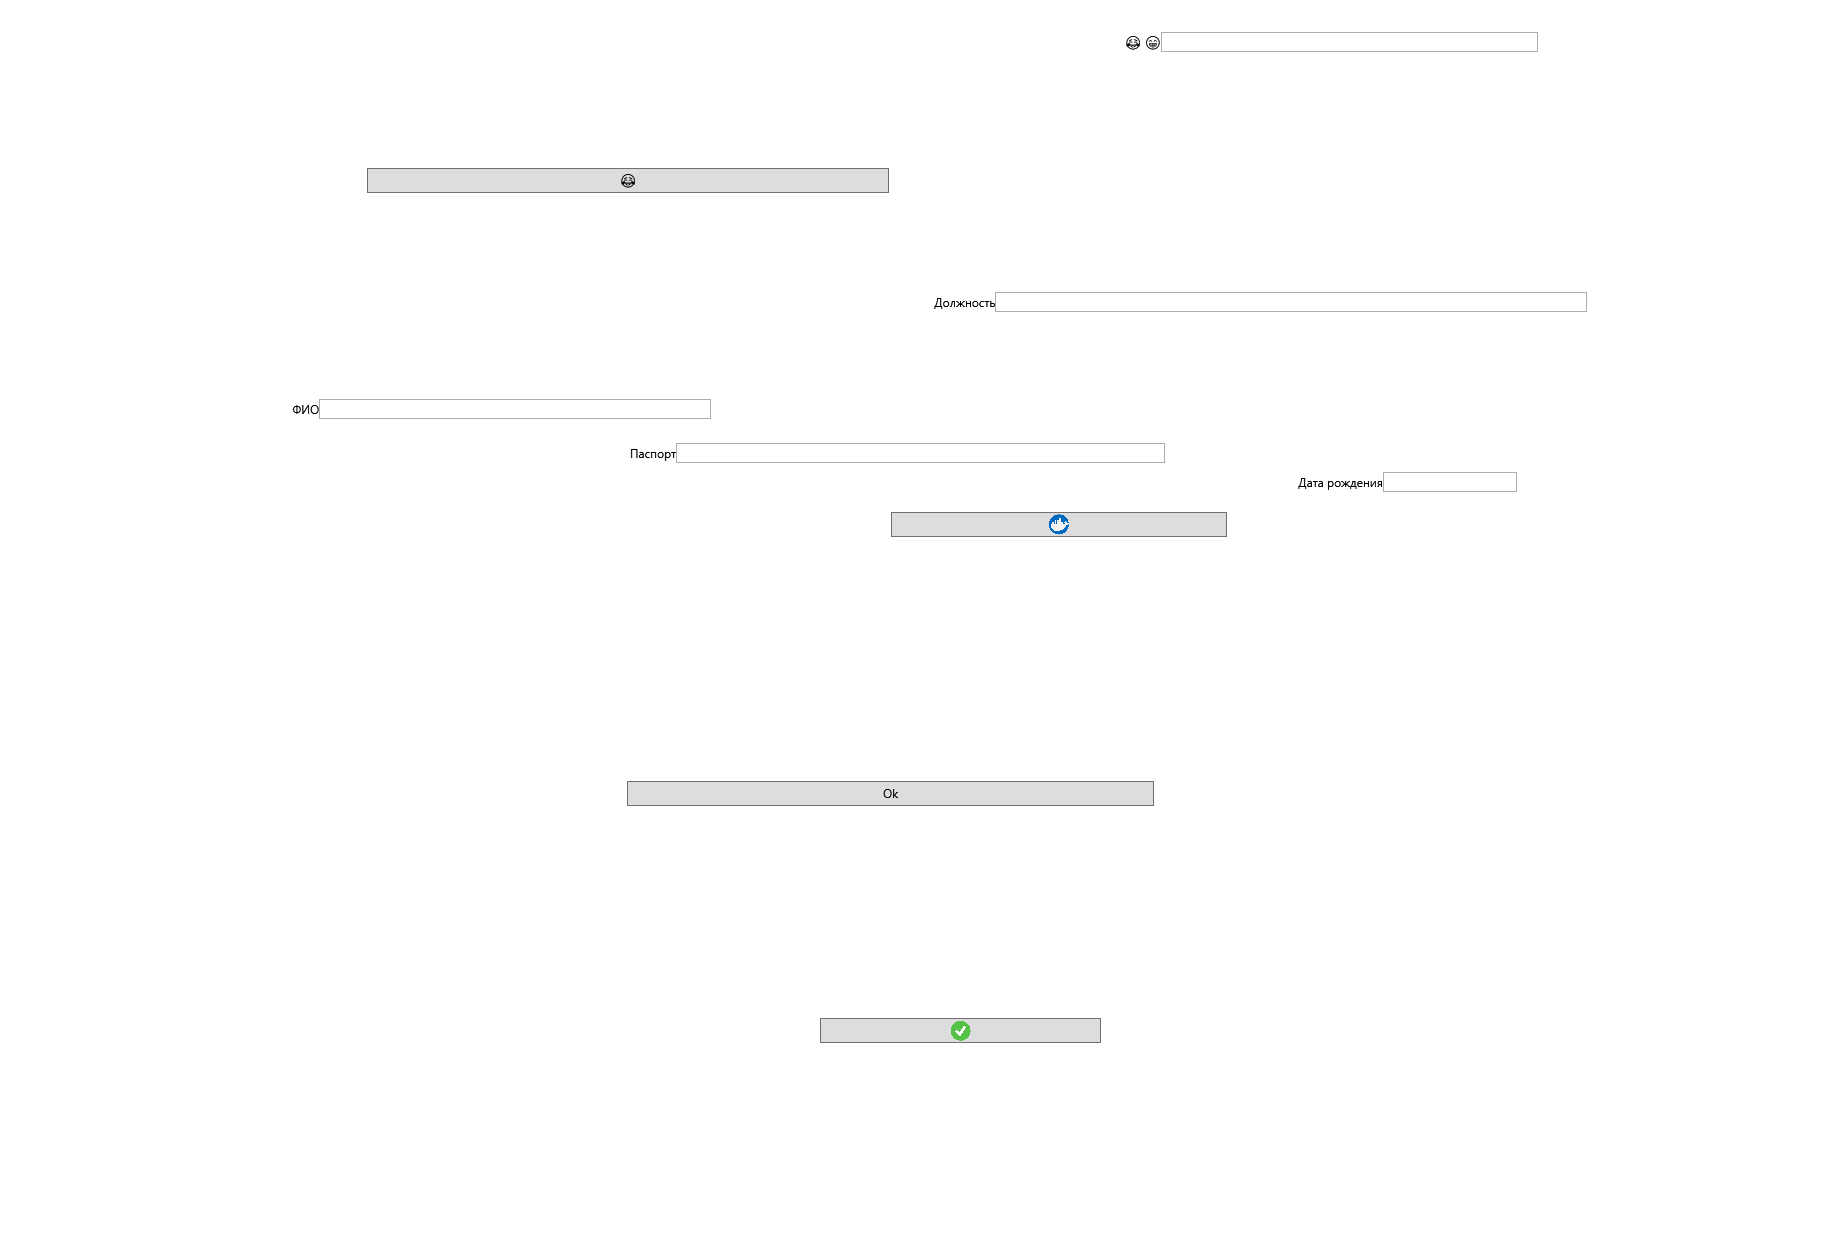 😂 😁
😂
Должность
ФИО
Паспорт
Дата рождения
Ok